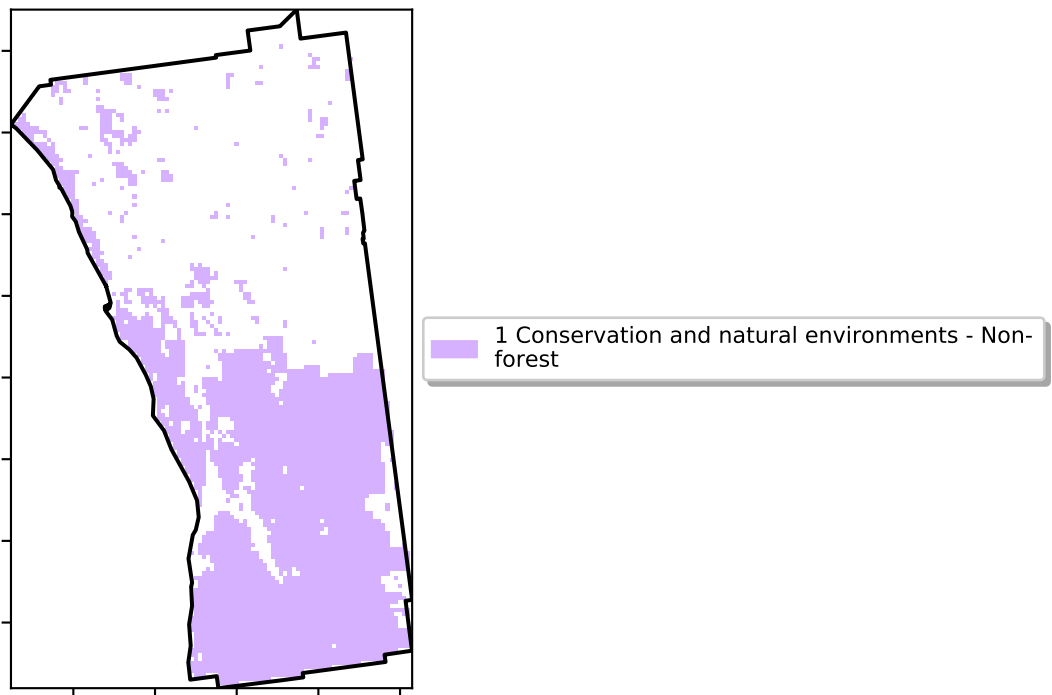 1 Conservation and natural environments - Non-
forest